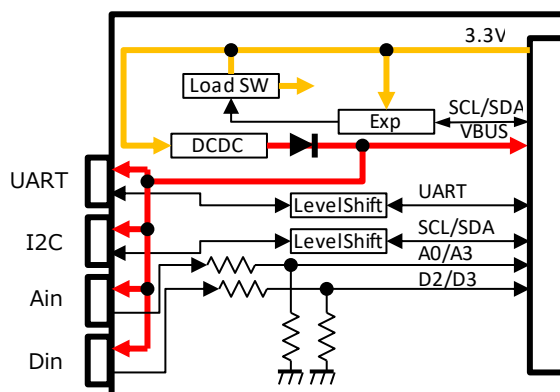 3.3V
Load SW
Exp
SCL/SDA
DCDC
VBUS
UART
UART
LevelShift
I2C
SCL/SDA
LevelShift
A0/A3
Ain
D2/D3
Din